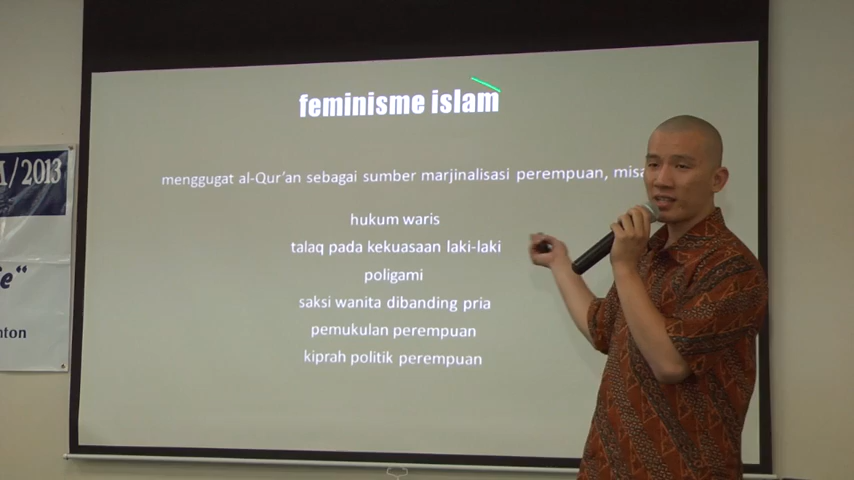 feminisme islam
menggugat al-Qur'an sebagai sumber marjinalisasi perempuan,
hukum waris
talaq pada kekuasaan laki-laki
poligami
saksi wanita dibanding pria
pemukulan perempuan
kiprah politik perempuan
/2013